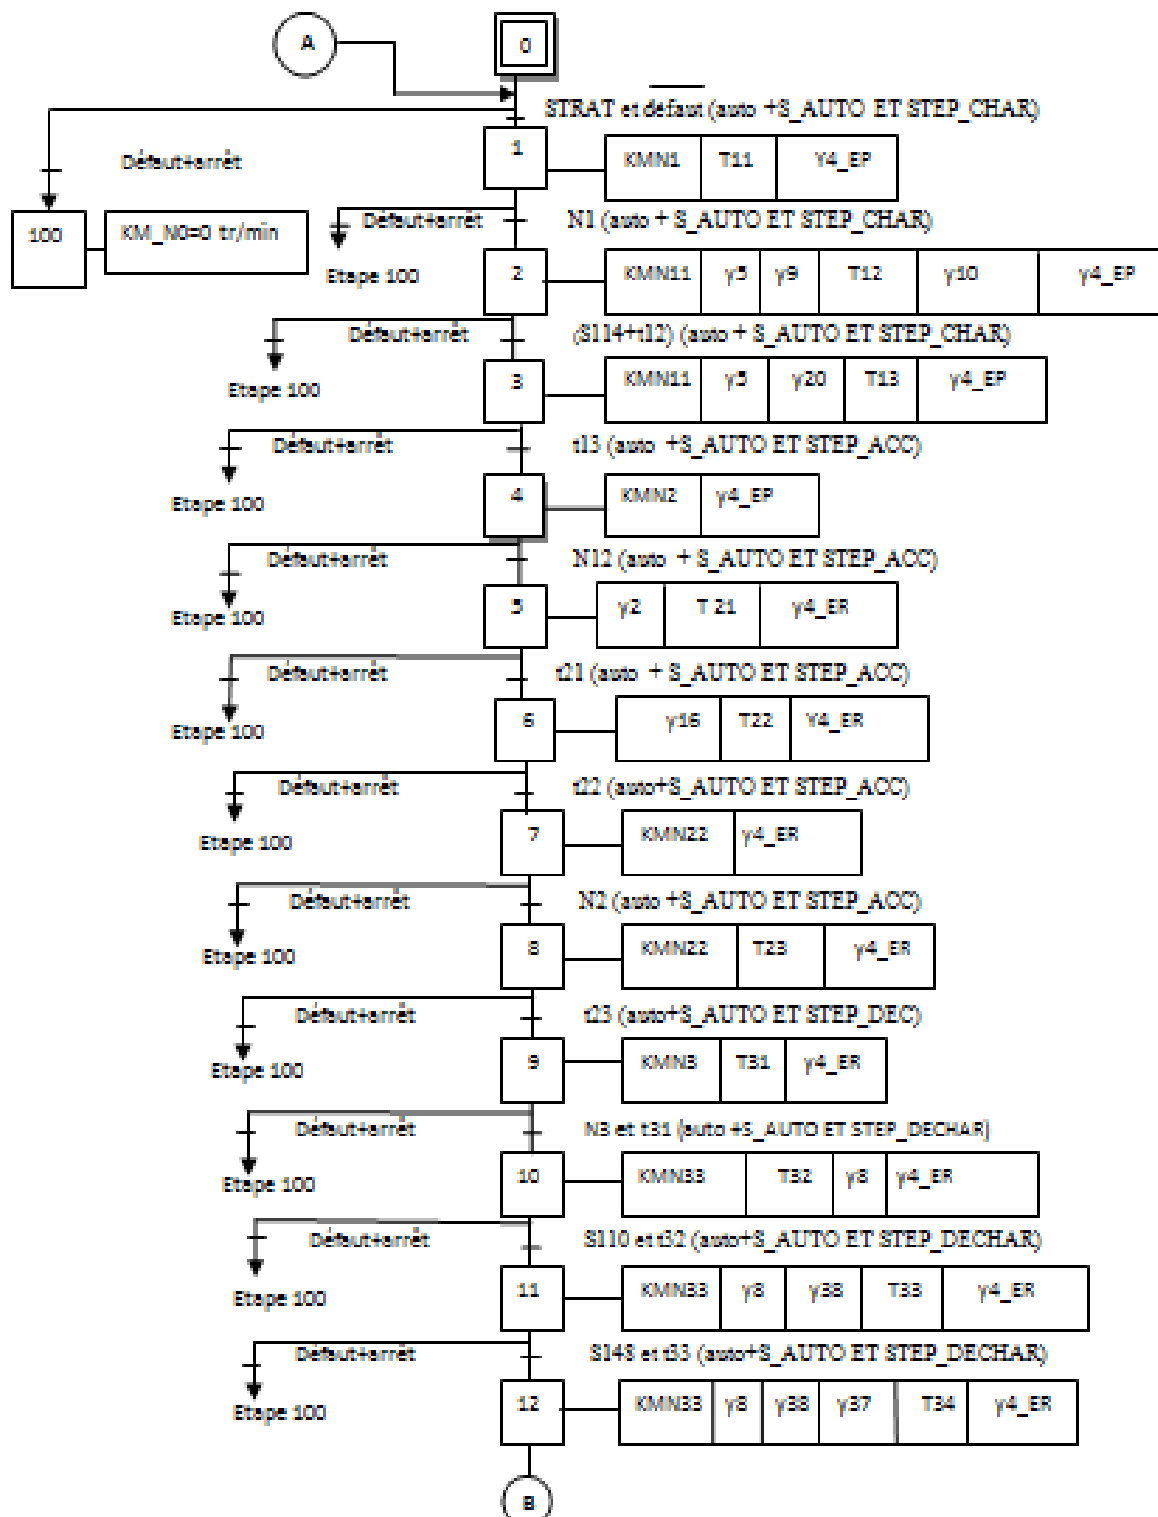 A
0
STRAT et défaut (auto +S_AUTO ET STEP_CHAR)
1
KMN1 T11 Y4_EP
Défaut+arrêt
100
KM_N0=0 tr/min
Défaut+arrêt
N1 (auto + S_AUTO ET STEP_CHAR)
Etape 100
2
KMN11 y5 y9 T12 y10 y4_EP
Défaut+arrêt
(S114+t12) (auto + S_AUTO ET STEP_CHAR)
Etape 100
3
KMN11 y5 y20 T13 y4_EP
Défaut+arrêt
t13 (auto +S_AUTO ET STEP_ACC)
Etape 100
4
KMN2 y4_EP
Défaut+arrêt
N12 (auto + S_AUTO ET STEP_ACC)
Etape 100
5
y2 T 21 y4_ER
Défaut+arrêt
t21 (auto + S_AUTO ET STEP_ACC)
Etape 100
6
y16 T22 Y4_ER
Défaut+arrêt
t22 (auto+S_AUTO ET STEP_ACC)
Etape 100
7
KMN22 y4_ER
Défaut+arrêt
N2 (auto +S_AUTO ET STEP_ACC)
Etape 100
8
KMN22 T23 y4_ER
Défaut+arrêt
t23 (auto+S_AUTO ET STEP_DEC)
Etape 100
9
KMN3 T31 y4_ER
Défaut+arrêt
N3 et t31 (auto +S_AUTO ET STEP_DECHAR)
Etape 100
10
KMN33 T32 y8 y4_ER
Défaut+arrêt
S110 et t32 (auto+S_AUTO ET STEP_DECHAR)
Etape 100
11
KMN33 y8 y38 T33 y4_ER
Défaut+arrêt
S148 et t33 (auto+S_AUTO ET STEP_DECHAR)
Etape 100
12
KMN33 y8 y38 y37 T34 y4_ER
B